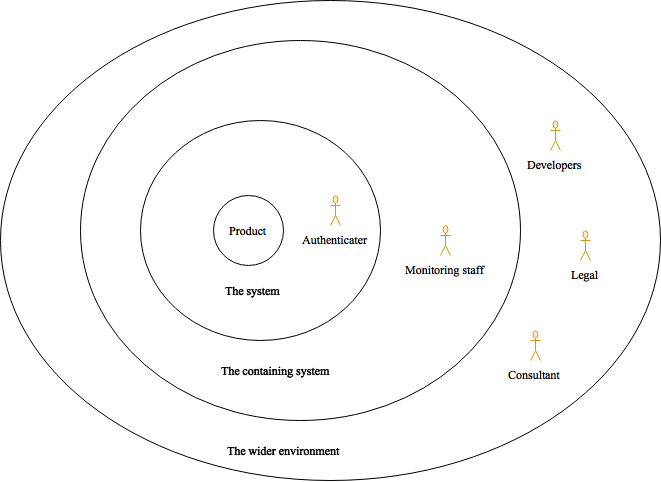 Developers
Product
Authenticater
Monitoring staff
Legal
The system
The containing system
Consultant
The wider environment